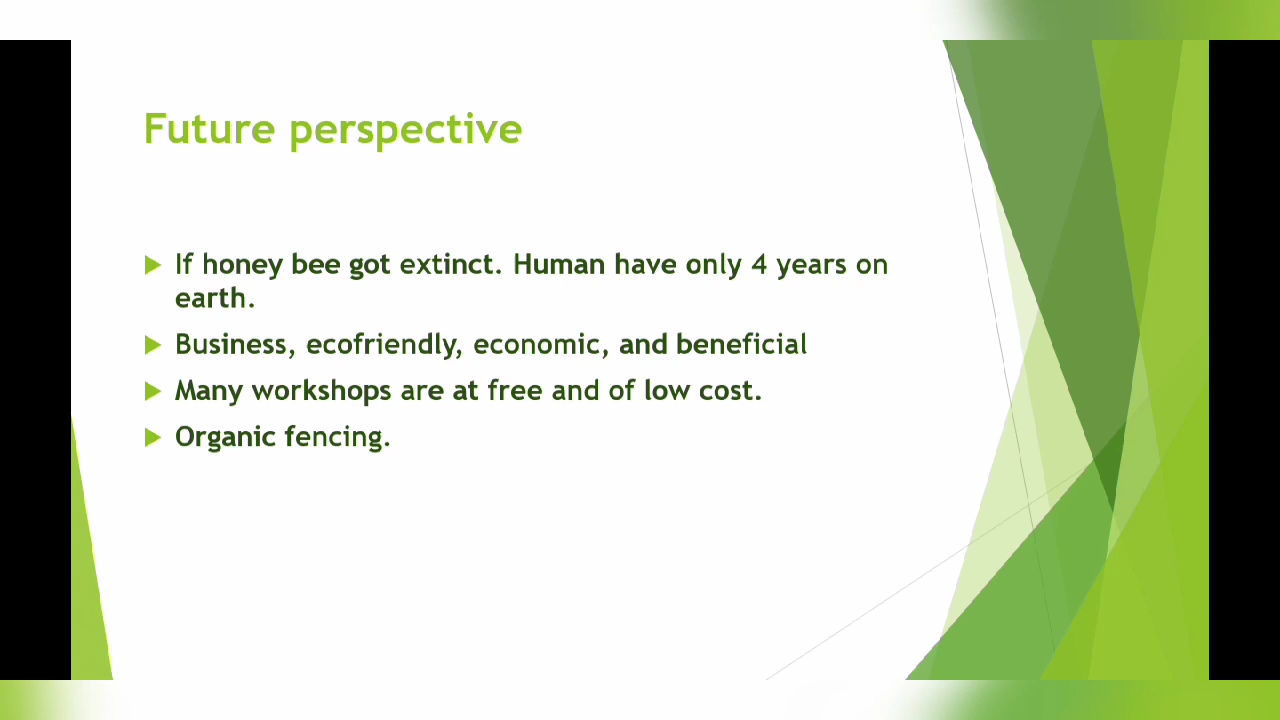 Future perspective
If honey bee got extinct. Human have only 4 years on
earth.
Business, ecofriendly, economic, and beneficial
Many workshops are at free and of low cost.
Organic fencing.